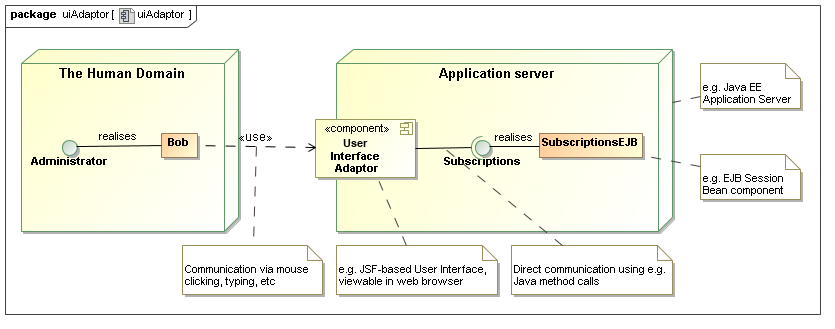 package uiAdaptor [ uiAdaptor ]
The Human Domain
Application server
e.g. Java EE
Application Server
realises
Administrator
Bob
«use»
«component»
User
Interface
Adaptor
Subscriptions
realises
SubscriptionsEJB
e.g. EJB Session
Bean component
Communication via mouse
clicking, typing, etc
e.g. JSF-based User Interface,
viewable in web browser
Direct communication using e.g.
Java method calls